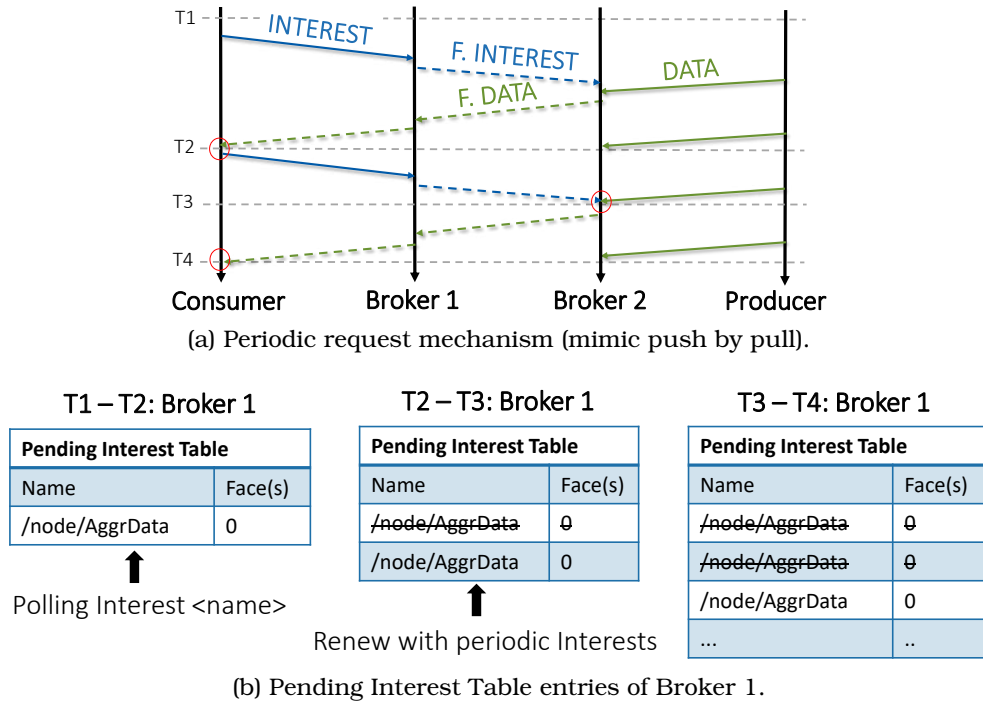 T1
INTEREST
F. INTEREST
DATA
F. DATA
T2
T3
T4
Consumer Broker 1 Broker 2 Producer
(a) Periodic request mechanism (mimic push by pull).
T1 – T2: Broker 1
Pending Interest Table
Name Face(s)
/node/AggrData 0
Polling Interest <name>
T2 – T3: Broker 1
Pending Interest Table
Name Face(s)
/node/AggrData 0
/node/AggrData 0
Renew with periodic Interests
T3 – T4: Broker 1
Pending Interest Table
Name Face(s)
/node/AggrData 0
/node/AggrData 0
/node/AggrData 0
... ..
(b) Pending Interest Table entries of Broker 1.